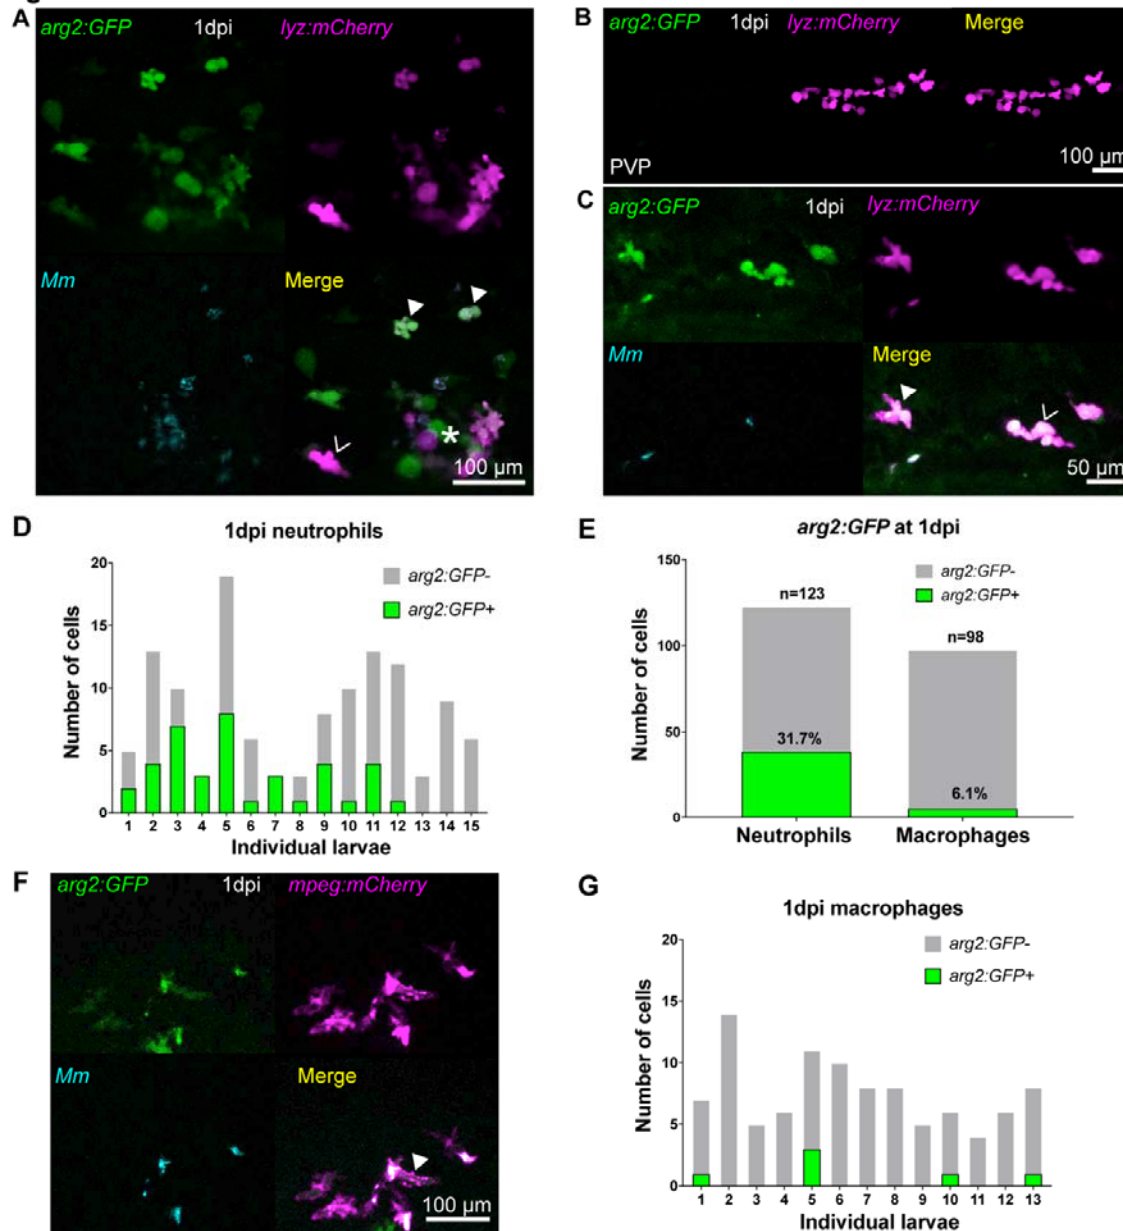 A
arg2:GFP 1dpi lyz:mCherry
Mm Merge
100 µm
B
arg2:GFP 1dpi lyz:mCherry Merge
PVP
100 µm
C
arg2:GFP 1dpi lyz:mCherry
Mm Merge
50 µm
D
1dpi neutrophils
Number of cells
20
15
10
5
0
arg2:GFP-
arg2:GFP+
1 2 3 4 5 6 7 8 9 10 11 12 13 14 15
Individual larvae
E
arg2:GFP at 1dpi
Number of cells
150
100
50
0
arg2:GFP-
arg2:GFP+
n=123
n=98
31.7%
6.1%
Neutrophils Macrophages
F
arg2:GFP 1dpi mpeg:mCherry
Mm Merge
100 µm
G
1dpi macrophages
Number of cells
20
15
10
5
0
arg2:GFP-
arg2:GFP+
1 2 3 4 5 6 7 8 9 10 11 12 13
Individual larvae